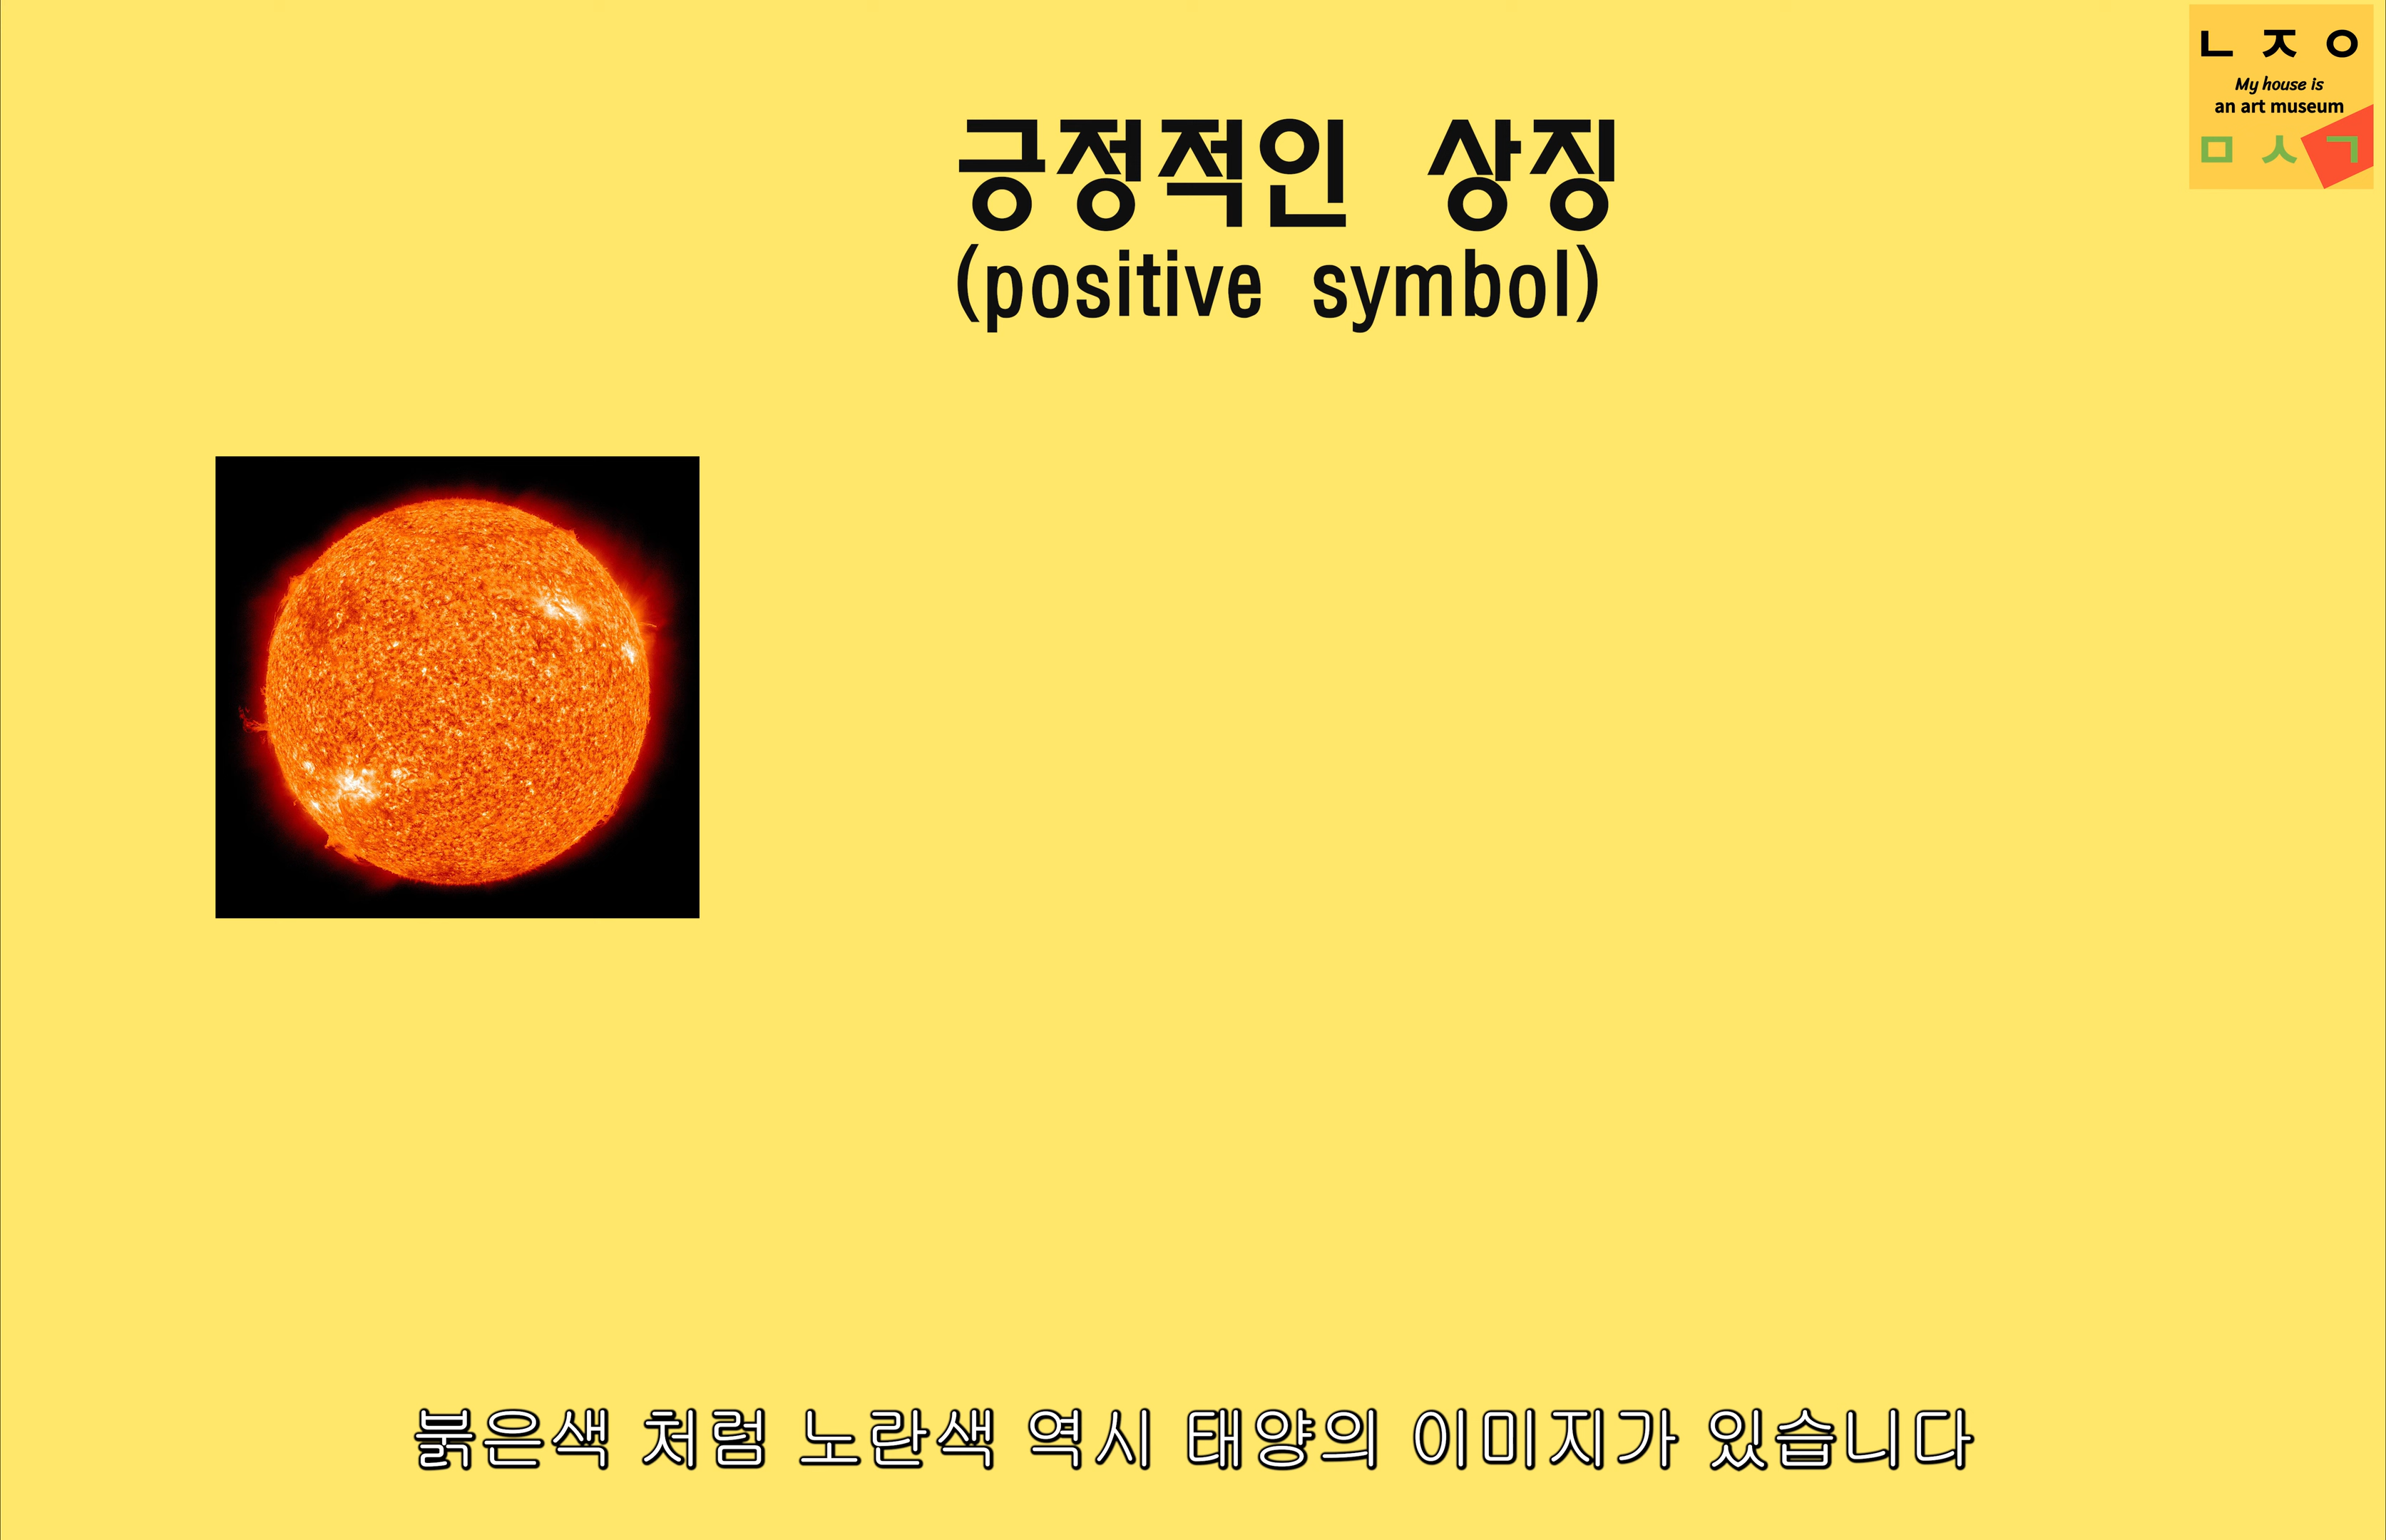 긍정적인 상징
(positive symbol)
ㄴ ㅈ ㅇ
My house is
an art museum
ㅁ ㅅ ㄱ
붉은색 처럼 노란색 역시 태양의 이미지가 있습니다